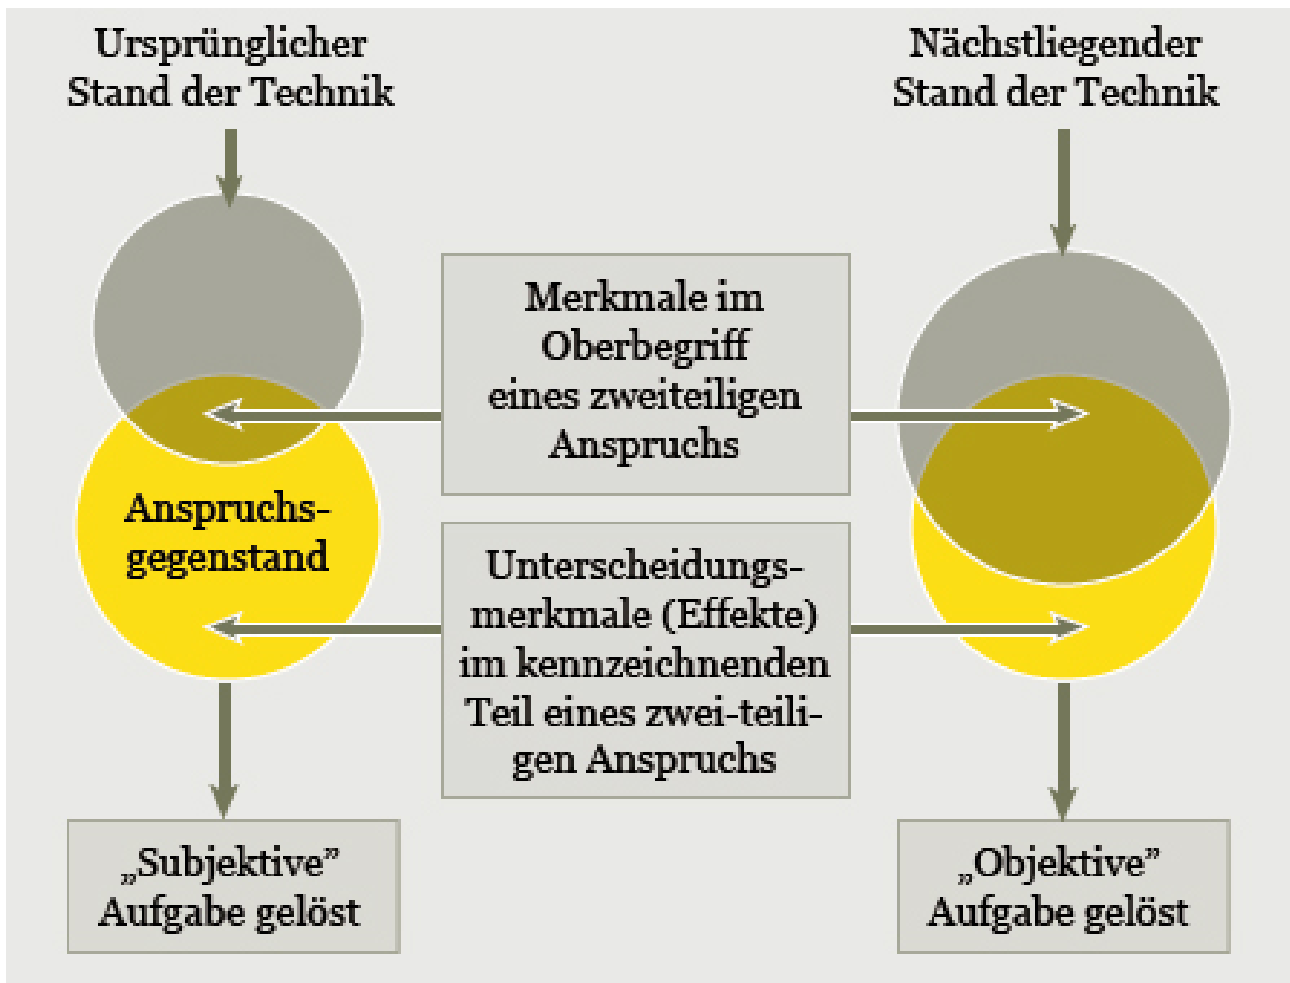 Ursprünglicher
Stand der Technik
Nächstliegender
Stand der Technik
Merkmale im
Oberbegriff
eines zweiteiligen
Anspruchs
Anspruchs-
gegenstand
Unterscheidungs-
merkmale (Effekte)
im kennzeichnenden
Teil eines zwei-teili-
gen Anspruchs
„Subjektive”
Aufgabe gelöst
„Objektive”
Aufgabe gelöst